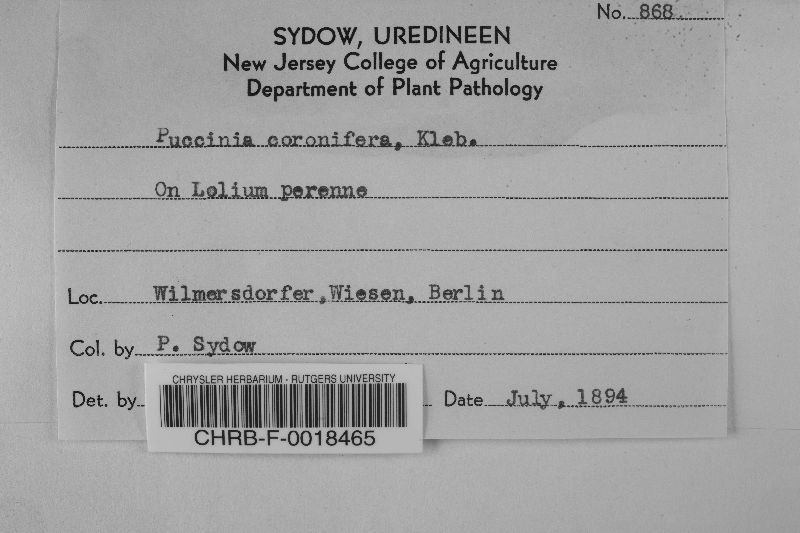 No. 868
SYDOW, UREDINEEN
New Jersey College of Agriculture
Department of Plant Pathology
Puccinia coronifera, Kleb.
On Lolium perenne
Loc. Wilmersdorfer,Wiesen, Berlin
Col. by P. Sydow
Det. by Date July, 1894
CHRYSLER HERBARIUM - RUTGERS UNIVERSITY
CHRB-F-0018465